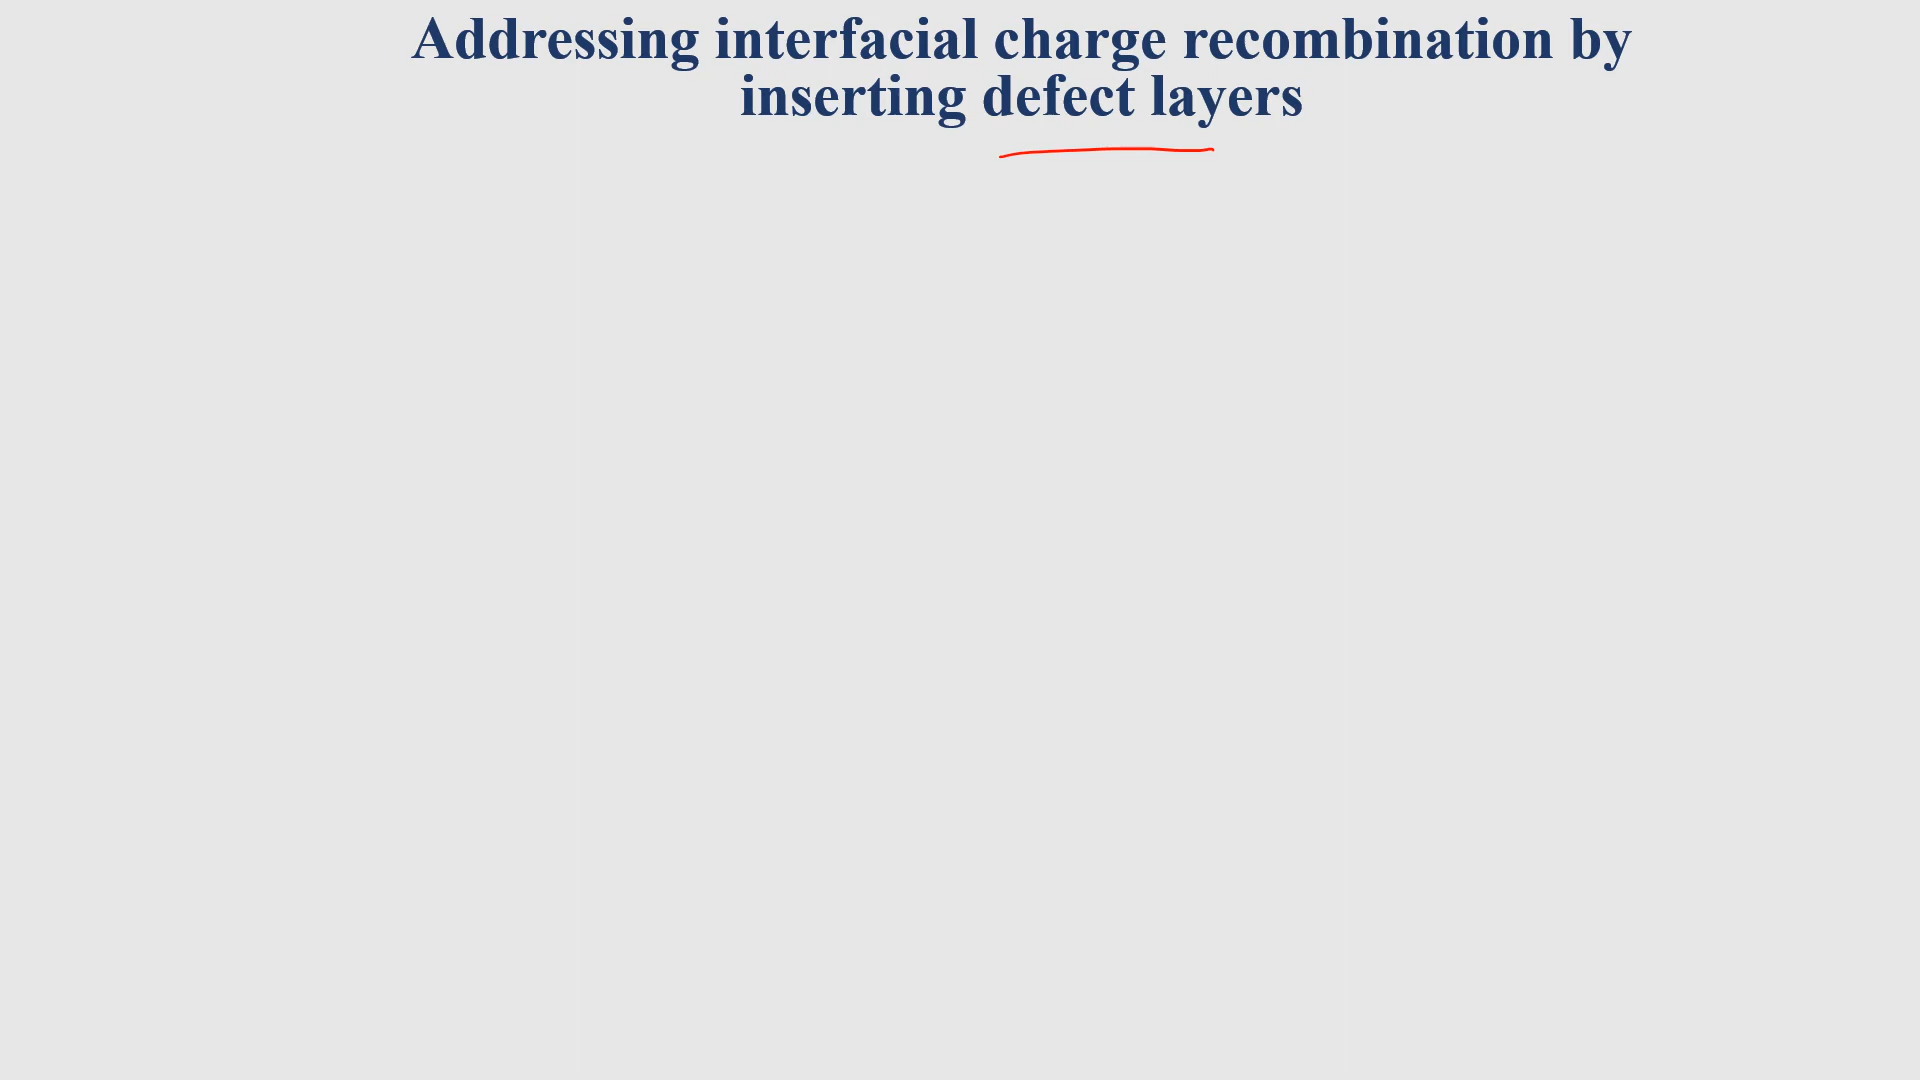 Addressing interfacial charge recombination by
inserting defect layers